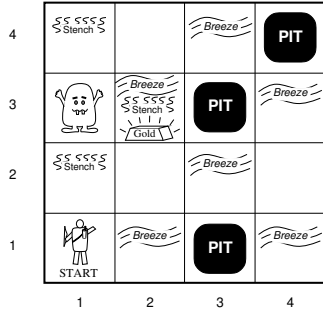 4
Stench
Breeze
PIT
3
Breeze
Stench
Gold
PIT
Breeze
2
Stench
Breeze
1
START
Breeze
PIT
Breeze
1 2 3 4